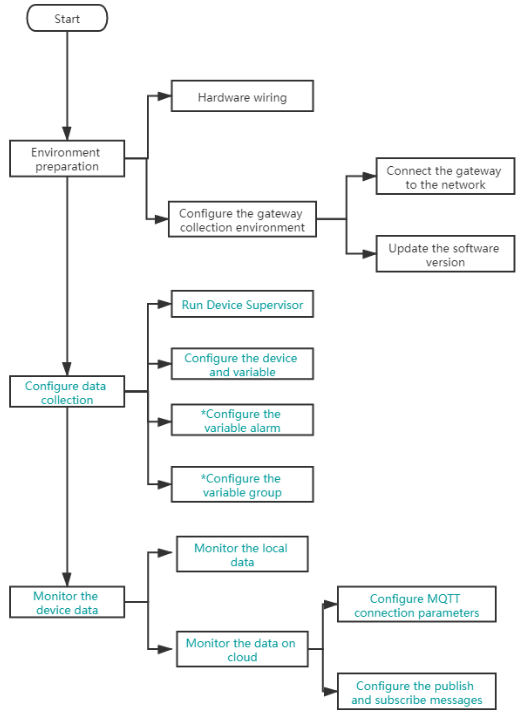 Start
Hardware wiring
Environment
preparation
Connect the gateway
to the network
Configure the gateway
collection environment
Update the software
version
Run Device Supervisor
Configure the device
and variable
Configure data
collection
*Configure the
variable alarm
*Configure the
variable group
Monitor the local
data
Monitor the
device data
Configure MQTT
connection parameters
Monitor the data on
cloud
Configure the publish
and subscribe messages